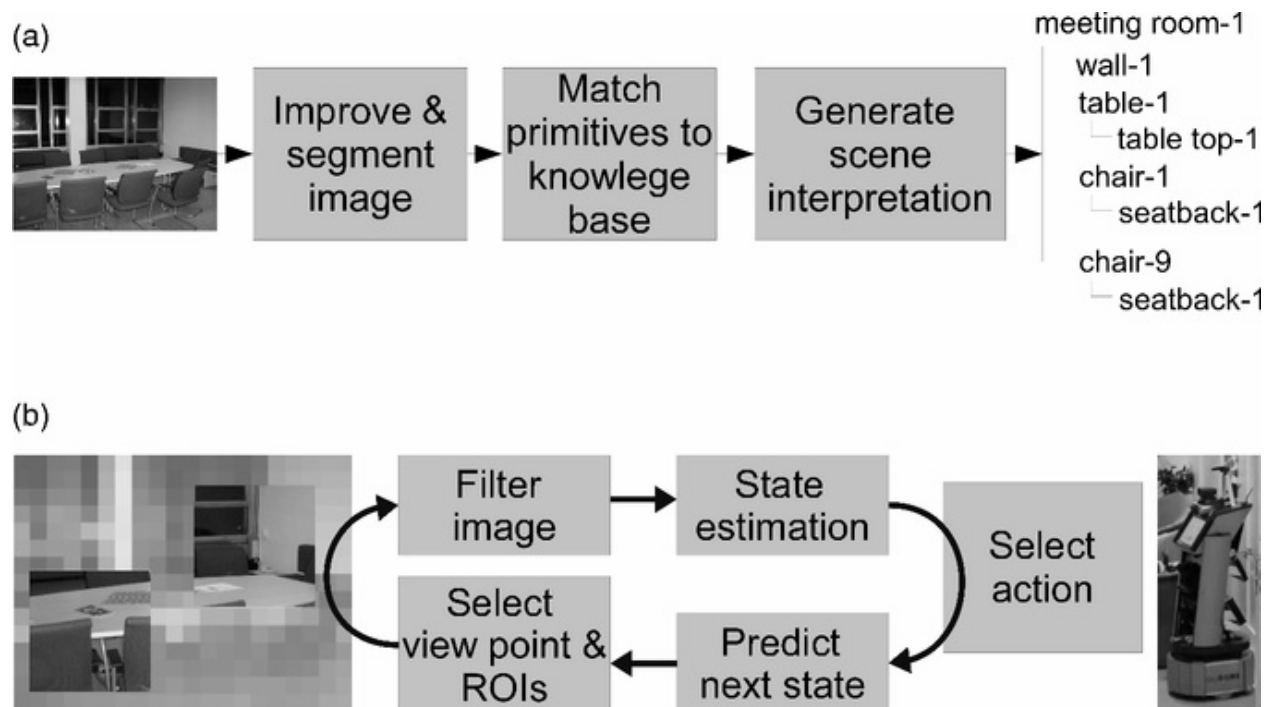 (a)
Improve &
segment
image
Match
primitives to
knowlege
base
Generate
scene
interpretation
meeting room-1
wall-1
table-1
table top-1
chair-1
seatback-1
chair-9
seatback-1
(b)
Filter
image
State
estimation
Select
action
Select
view point &
ROIs
Predict
next state